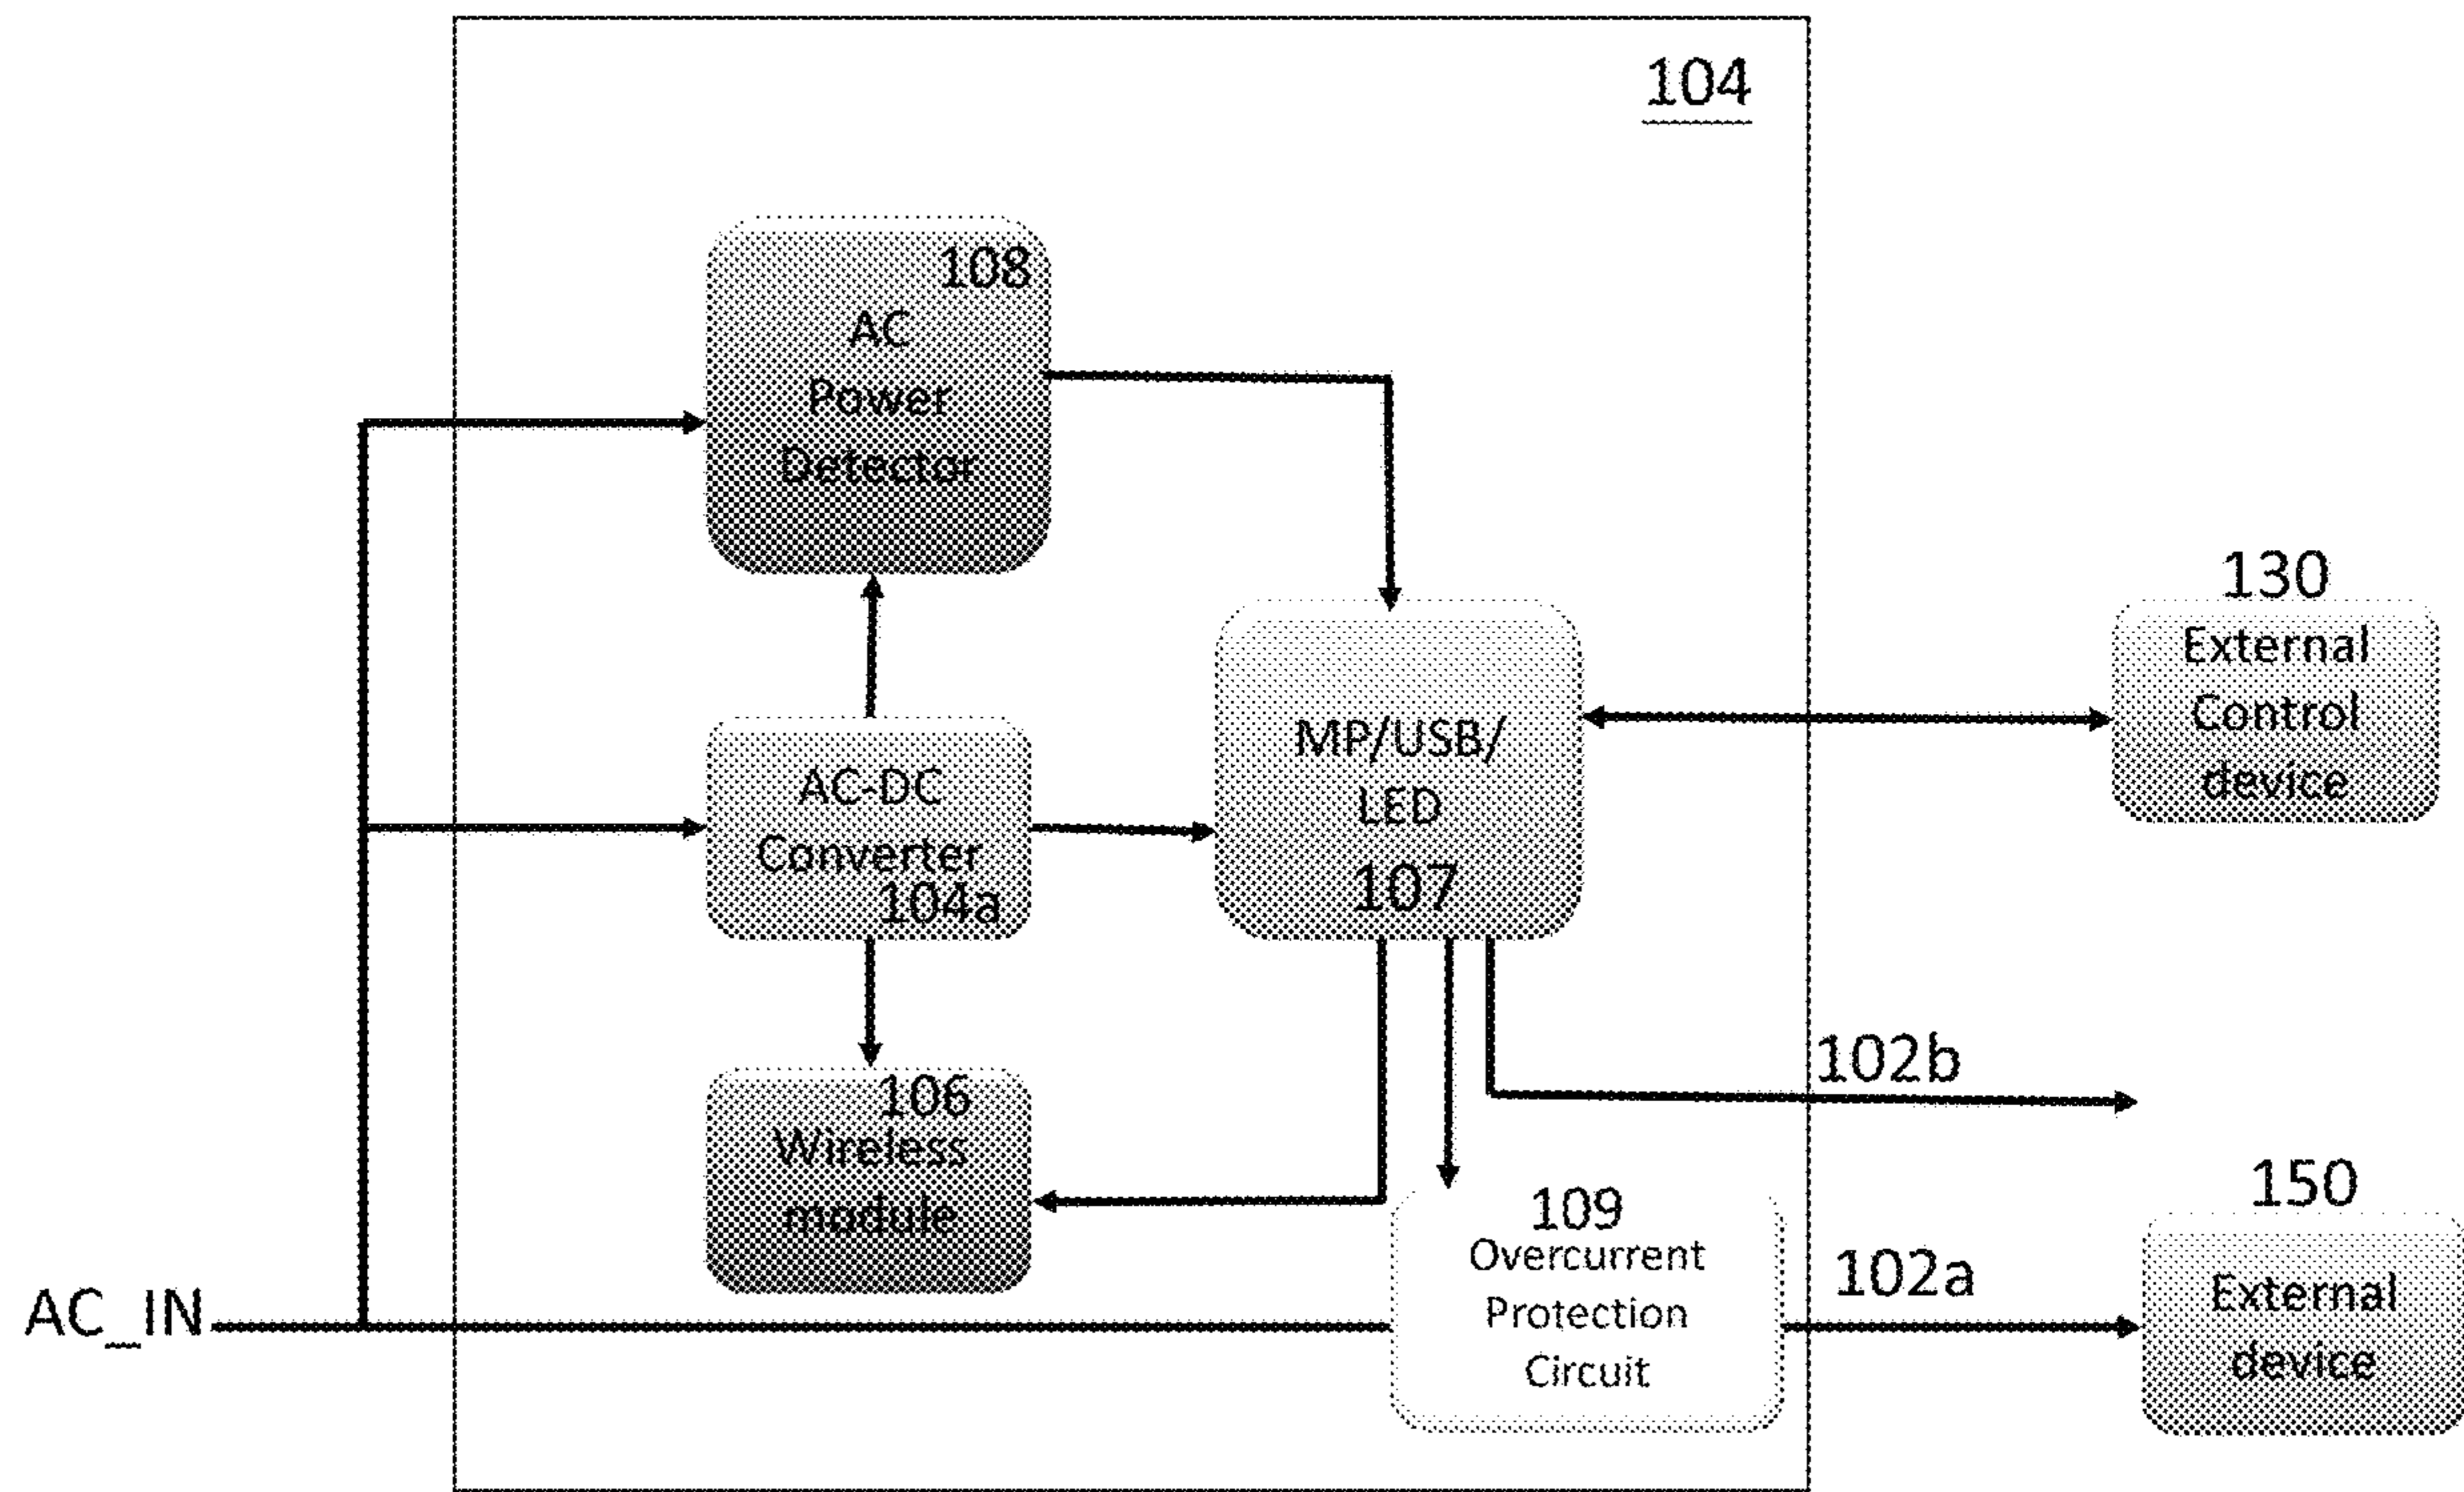 104
108
AC
Power
Detector
130
External
Control
device
MP/USB/
LED
107
AC-DC
Converter
104a
102b
106
Wireless
module
150
External
device
109
Overcurrent
Protection
Circuit
102a
AC_IN